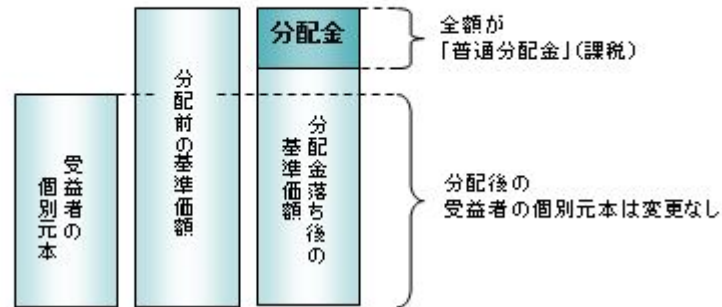 受益者の
個別元本
分配前の基準価額
分配金
分配金落ち後の
基準価額
全額が
「普通分配金」(課税)
分配後の
受益者の個別元本は変更なし